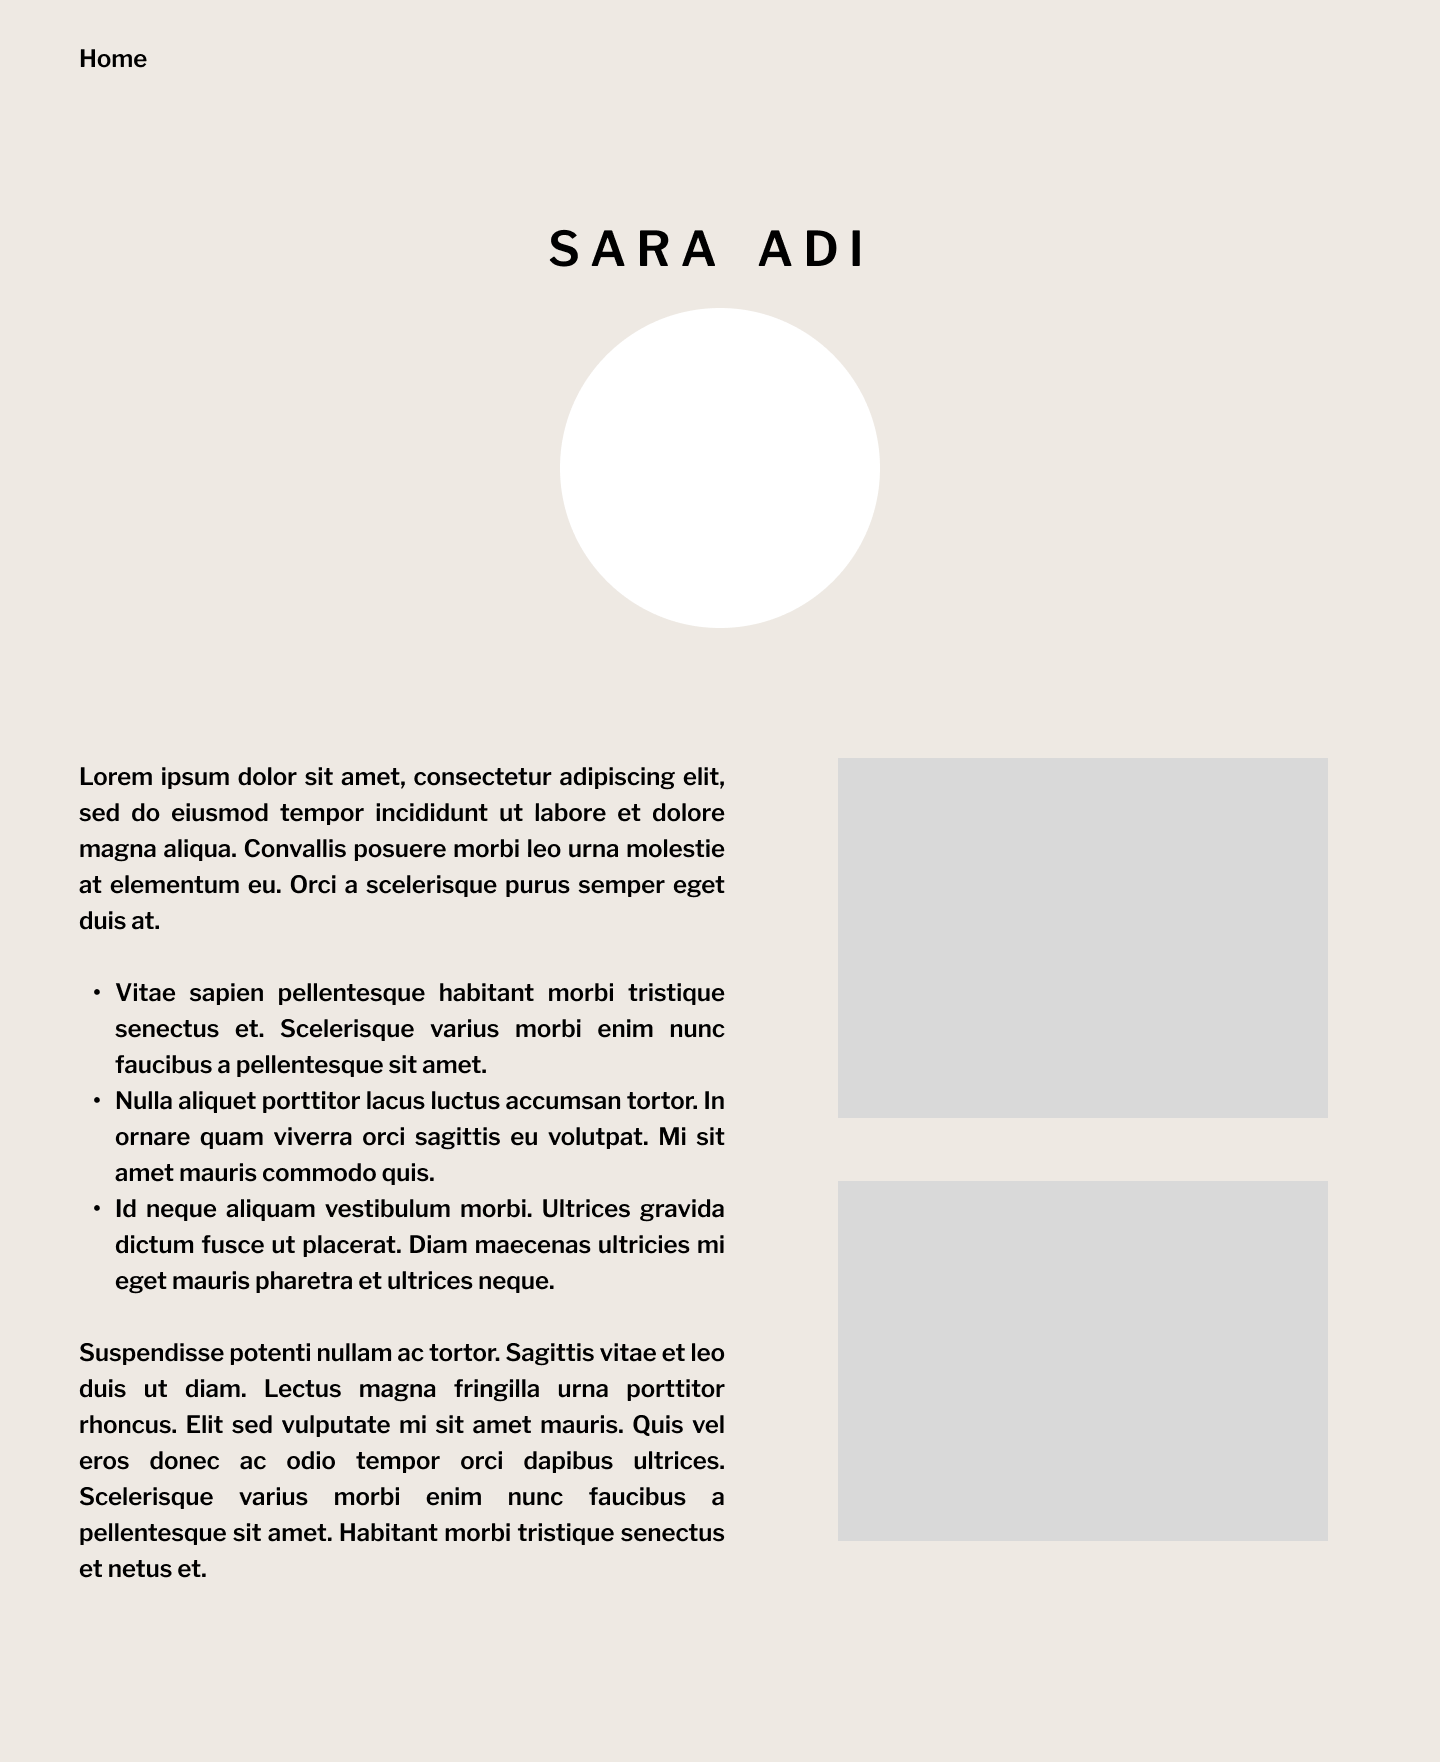 Home
SARA ADI
Lorem ipsum dolor sit amet, consectetur adipiscing elit,
sed do eiusmod tempor incididunt ut labore et dolore
magna aliqua. Convallis posuere morbi leo urna molestie
at elementum eu. Orci a scelerisque purus semper eget
duis at.
• Vitae sapien pellentesque habitant morbi tristique
senectus et. Scelerisque varius morbi enim nunc
faucibus a pellentesque sit amet.
• Nulla aliquet porttitor lacus luctus accumsan tortor. In
ornare quam viverra orci sagittis eu volutpat. Mi sit
amet mauris commodo quis.
• Id neque aliquam vestibulum morbi. Ultrices gravida
dictum fusce ut placerat. Diam maecenas ultricies mi
eget mauris pharetra et ultrices neque.
Suspendisse potenti nullam ac tortor. Sagittis vitae et leo
duis ut diam. Lectus magna fringilla urna porttitor
rhoncus. Elit sed vulputate mi sit amet mauris. Quis vel
eros donec ac odio tempor orci dapibus ultrices.
Scelerisque varius morbi enim nunc faucibus a
pellentesque sit amet. Habitant morbi tristique senectus
et netus et.